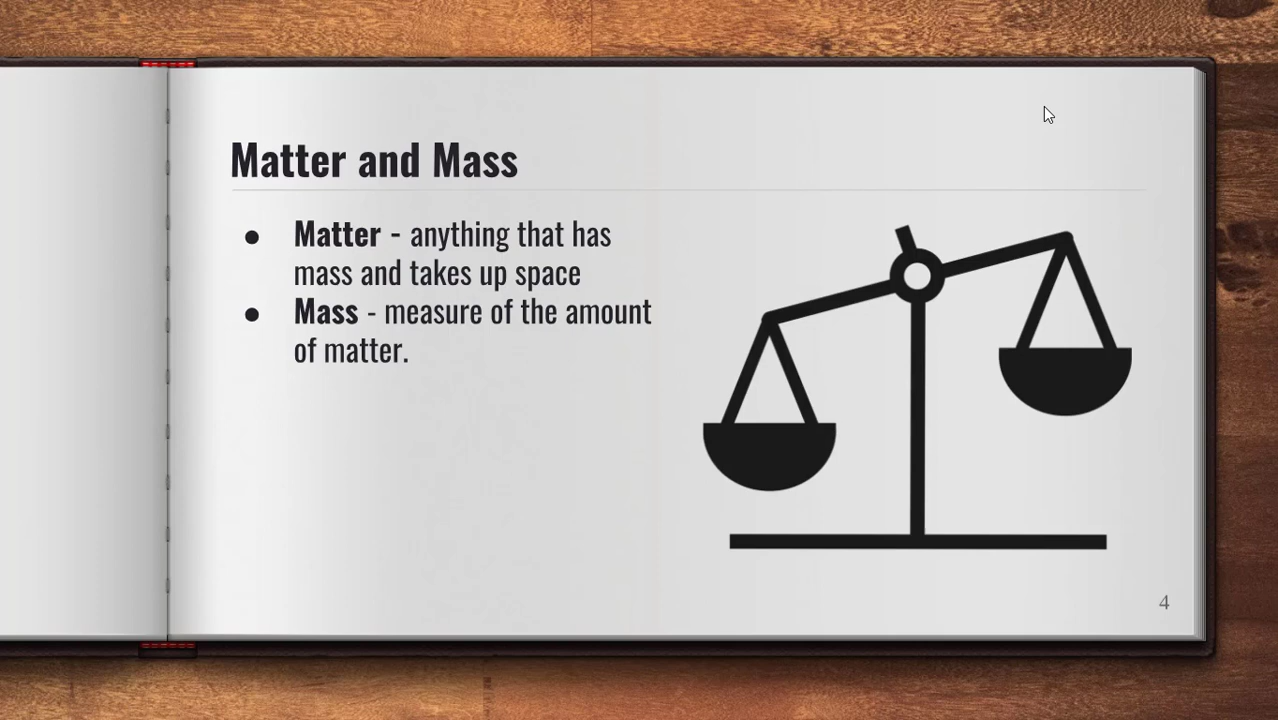 Matter and Mass
● Matter - anything that has
mass and takes up space
● Mass - measure of the amount
of matter.
4